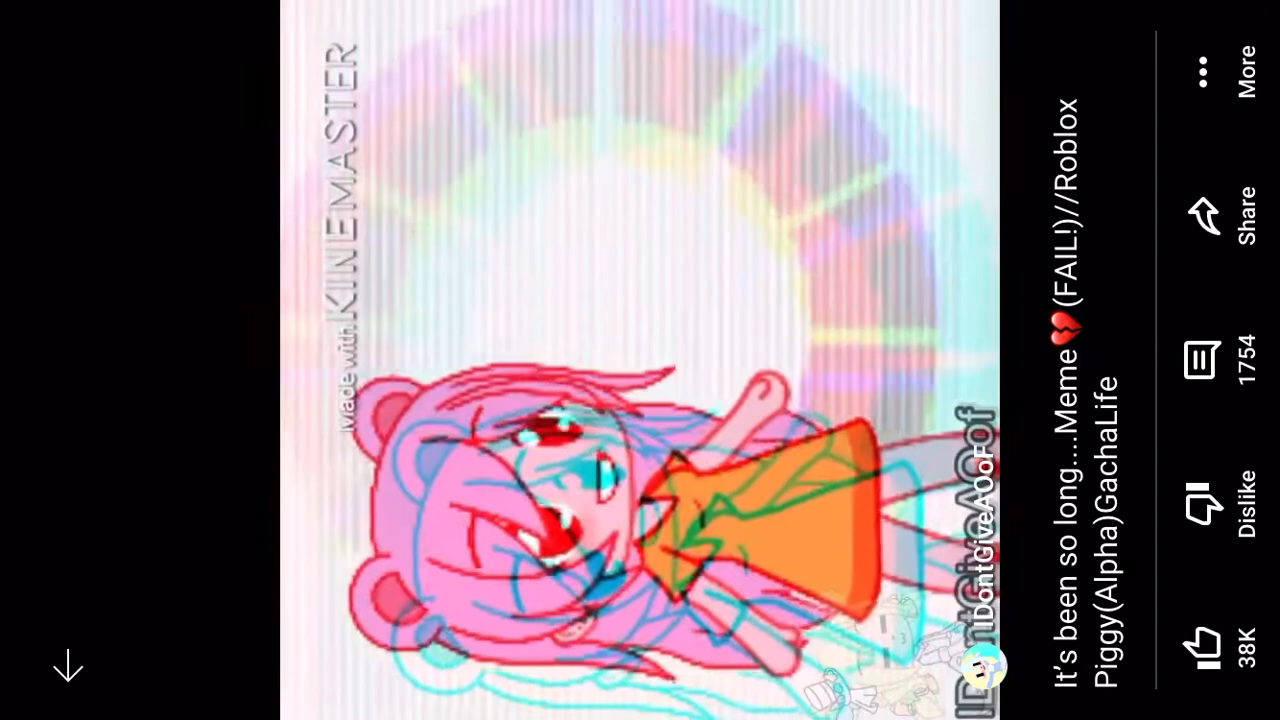 Made with KINEMASTER
IDontGiveAOoF
IDontGiveAOof
It's been so long....Meme💔(FAIL!)//Roblox
Piggy(Alpha)GachaLife
38K
Dislike
1754
Share
More